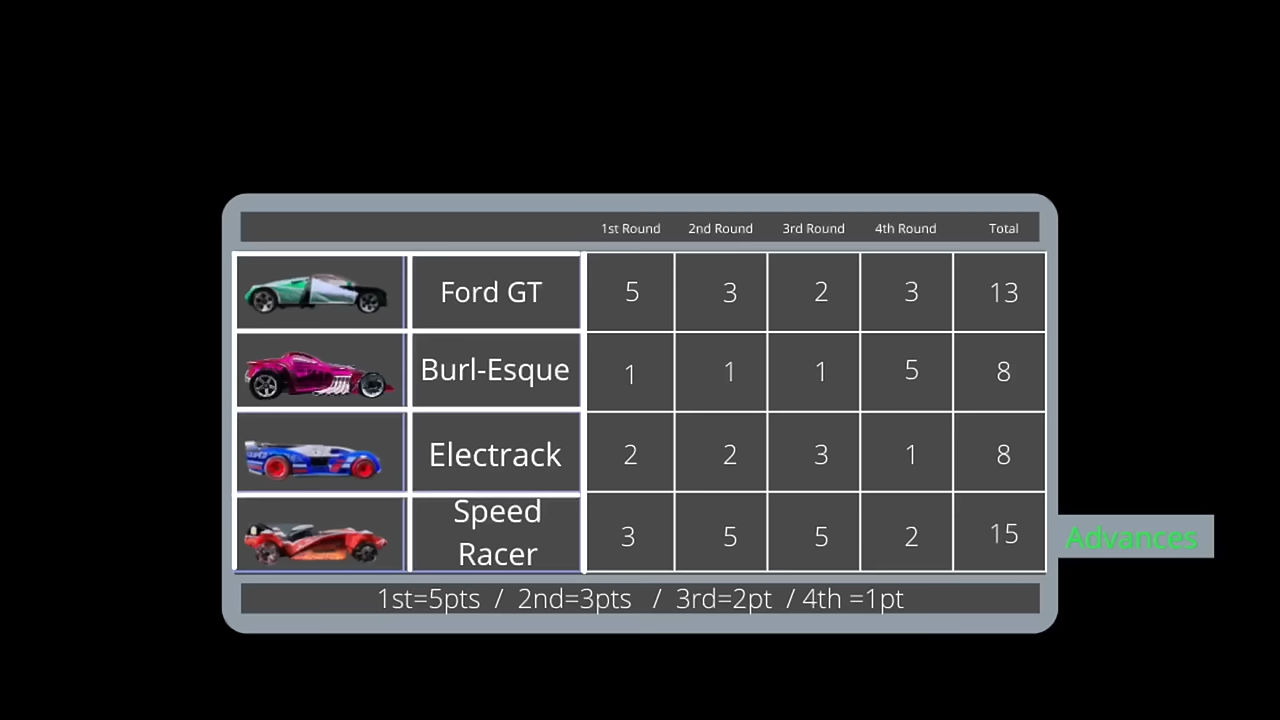 1st Round 2nd Round 3rd Round 4th Round Total
Ford GT 5 3 2 3 13
Burl-Esque 1 1 1 5 8
Electrack 2 2 3 1 8
Speed
Racer 3 5 5 2 15
Advances
1st=5pts / 2nd=3pts / 3rd=2pt / 4th =1pt